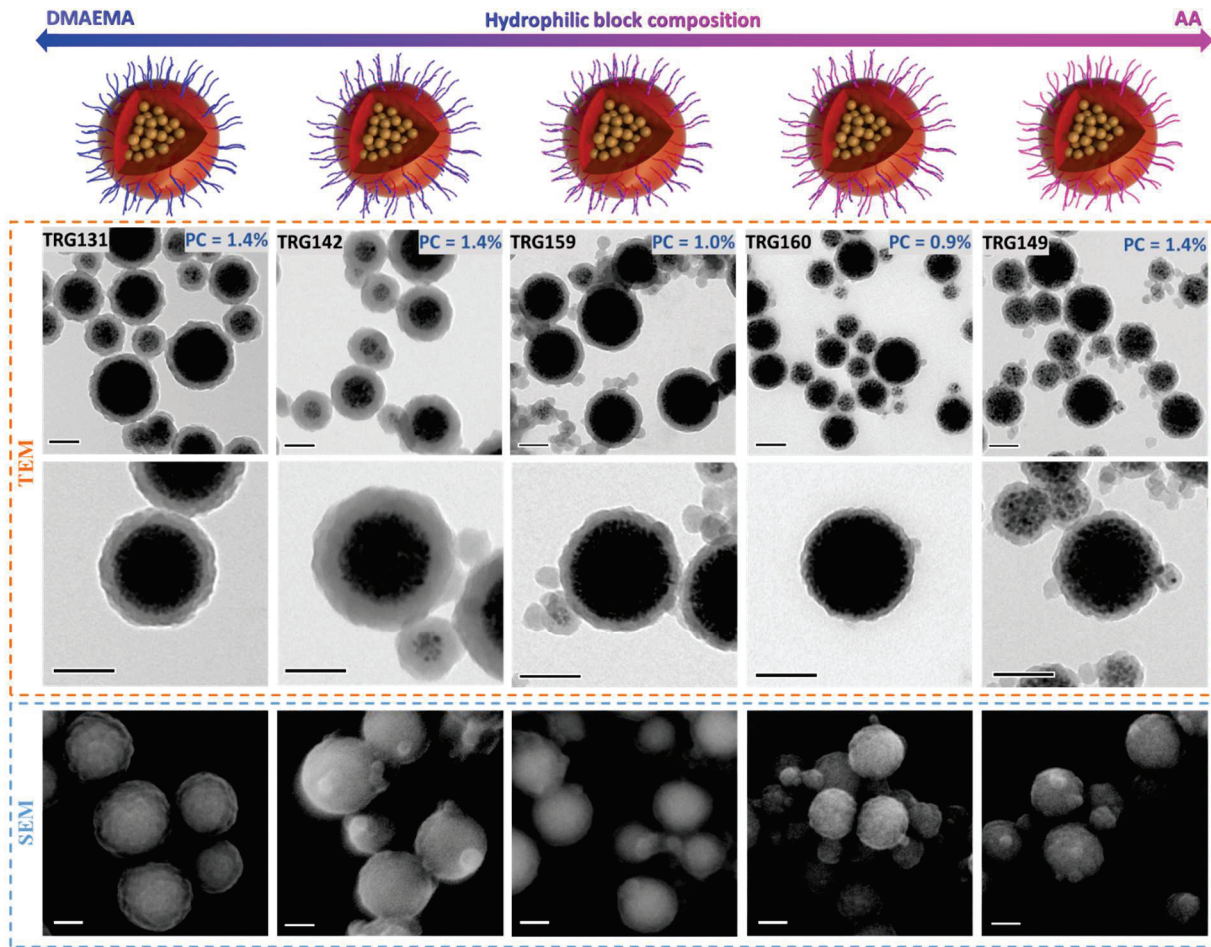 DMAEMA
Hydrophilic block composition
AA
TRG131
PC = 1.4%
TRG142
PC = 1.4%
TRG159
PC = 1.0%
TRG160
PC = 0.9%
TRG149
PC = 1.4%
TEM
SEM